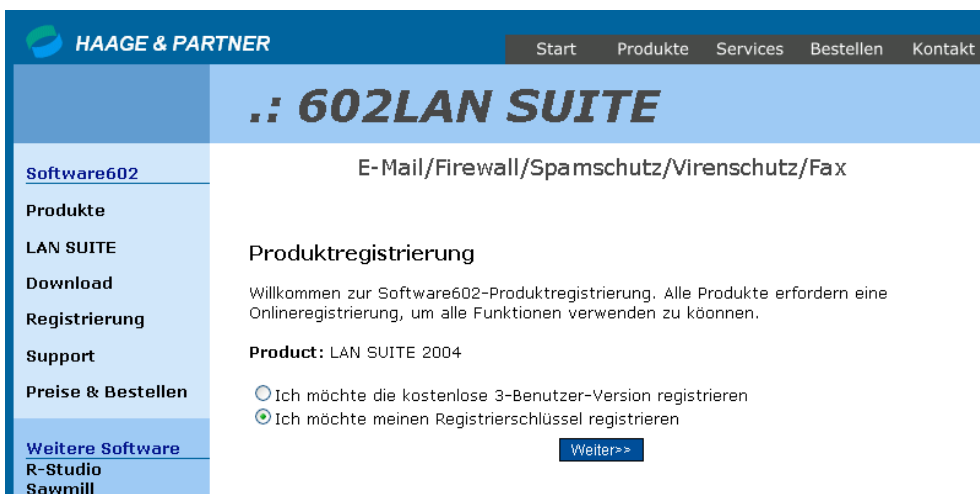 HAAGE & PARTNER
Start Produkte Services Bestellen Kontakt
.: 602LAN SUITE
E-Mail/Firewall/Spamschutz/Virenschutz/Fax
Software602
Produkte
LAN SUITE
Download
Registrierung
Support
Preise & Bestellen
Weitere Software
R-Studio
Sawmill
Produktregistrierung
Willkommen zur Software602-Produktregistrierung. Alle Produkte erfordern eine
Onlineregistrierung, um alle Funktionen verwenden zu köonnen.
Product: LAN SUITE 2004
Ich möchte die kostenlose 3-Benutzer-Version registrieren
Ich möchte meinen Registrierschlüssel registrieren
Weiter>>